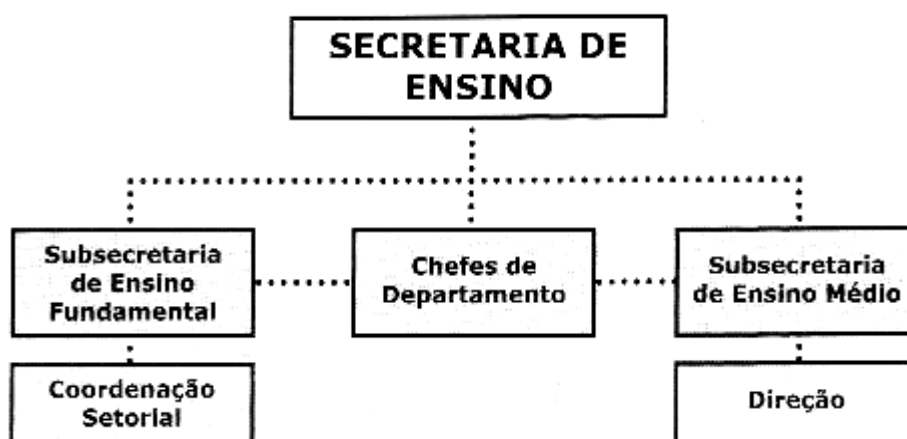 SECRETARIA DE
ENSINO
Subsecretaria
de Ensino
Fundamental
Chefes de
Departamento
Subsecretaria
de Ensino Médio
Coordenação
Setorial
Direção